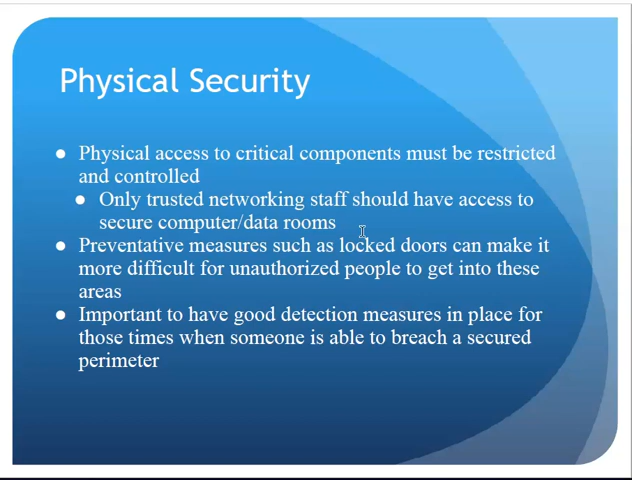 Physical Security
● Physical access to critical components must be restricted
and controlled
● Only trusted networking staff should have access to
secure computer/data rooms
● Preventative measures such as locked doors can make it
more difficult for unauthorized people to get into these
areas
● Important to have good detection measures in place for
those times when someone is able to breach a secured
perimeter